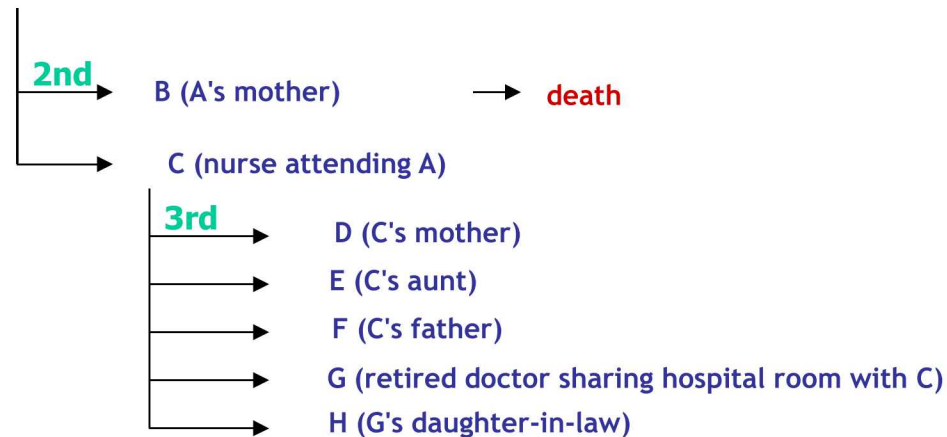 2nd
B (A's mother)
death
C (nurse attending A)
3rd
D (C's mother)
E (C's aunt)
F (C's father)
G (retired doctor sharing hospital room with C)
H (G's daughter-in-law)